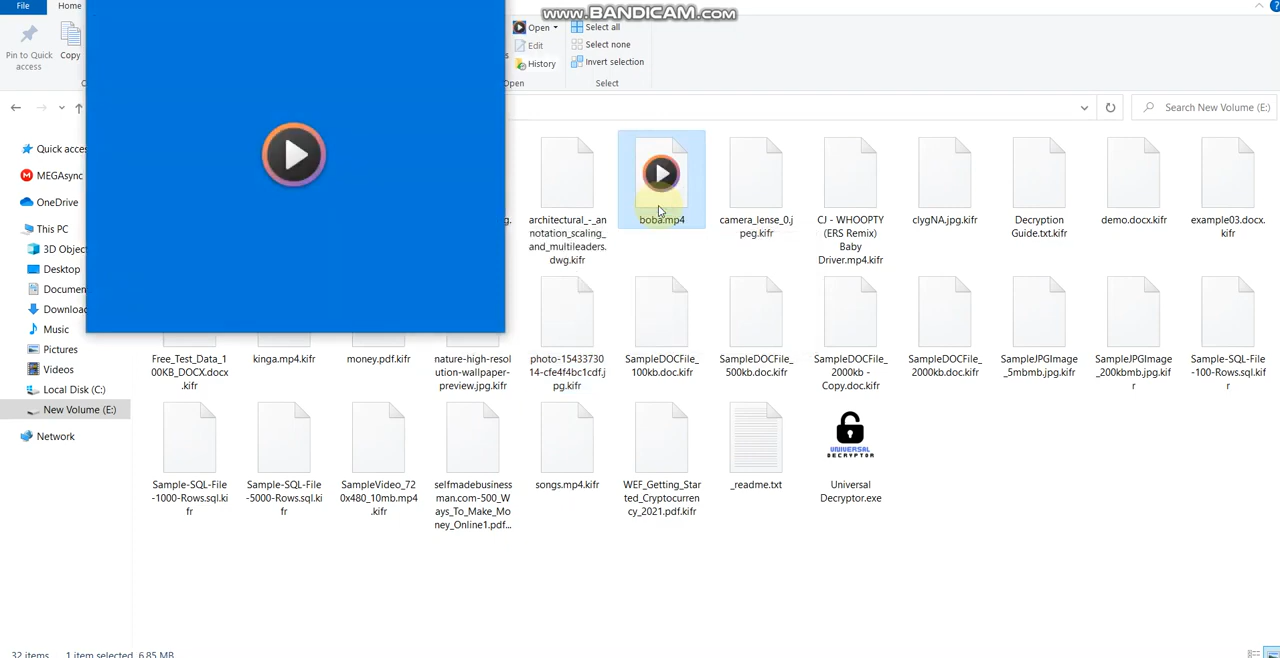 www.BANDICAM.com
File
Home
Pin to Quick
access
Copy
Open
Edit
History
Open
Select all
Select none
Invert selection
Select
Search New Volume (E:)
Quick acces
MEGAsync
OneDrive
This PC
3D Object
Desktop
Documen
Downloac
Music
Pictures
Videos
Local Disk (C:)
New Volume (E:)
Network
architectural_-_an
notation_scaling_
and_multileaders.
dwg.kifr
boba.mp4
camera_lense_0.j
peg.kifr
CJ - WHOOPTY
(ERS Remix)
Baby
Driver.mp4.kifr
clygNA.jpg.kifr
Decryption
Guide.txt.kifr
demo.docx.kifr
example03.docx.
kifr
Free_Test_Data_1
00KB_DOCX.docx
.kifr
kinga.mp4.kifr
money.pdf.kifr
nature-high-resol
ution-wallpaper-
preview.jpg.kifr
photo-15433730
14-cfe4f4bc1cdf.j
pg.kifr
SampleDOCFile_
100kb.doc.kifr
SampleDOCFile_
500kb.doc.kifr
SampleDOCFile_
2000kb -
Copy.doc.kifr
SampleDOCFile_
2000kb.doc.kifr
SampleJPGImage
_5mbmb.jpg.kifr
SampleJPGImage
_200kbmb.jpg.kif
r
Sample-SQL-File
-100-Rows.sql.ki
fr
Sample-SQL-File
-1000-Rows.sql.ki
fr
Sample-SQL-File
-5000-Rows.sql.ki
fr
SampleVideo_72
0x480_10mb.mp4
.kifr
selfmadebusiness
man.com-500_W
ays_To_Make_Mo
ney_Online1.pdf...
songs.mp4.kifr
WEF_Getting_Star
ted_Cryptocurren
cy_2021.pdf.kifr
_readme.txt
UNIVERSAL
DECRYPTOR
Universal
Decryptor.exe
32 items
1 item selected 6.85 MB